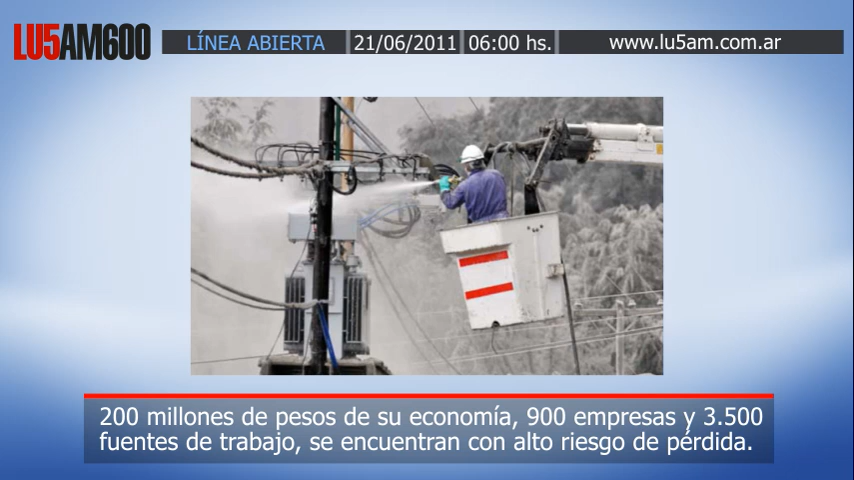 LU5AM600
LÍNEA ABIERTA
21/06/2011
06:00 hs.
www.lu5am.com.ar
200 millones de pesos de su economía, 900 empresas y 3.500
fuentes de trabajo, se encuentran con alto riesgo de pérdida.